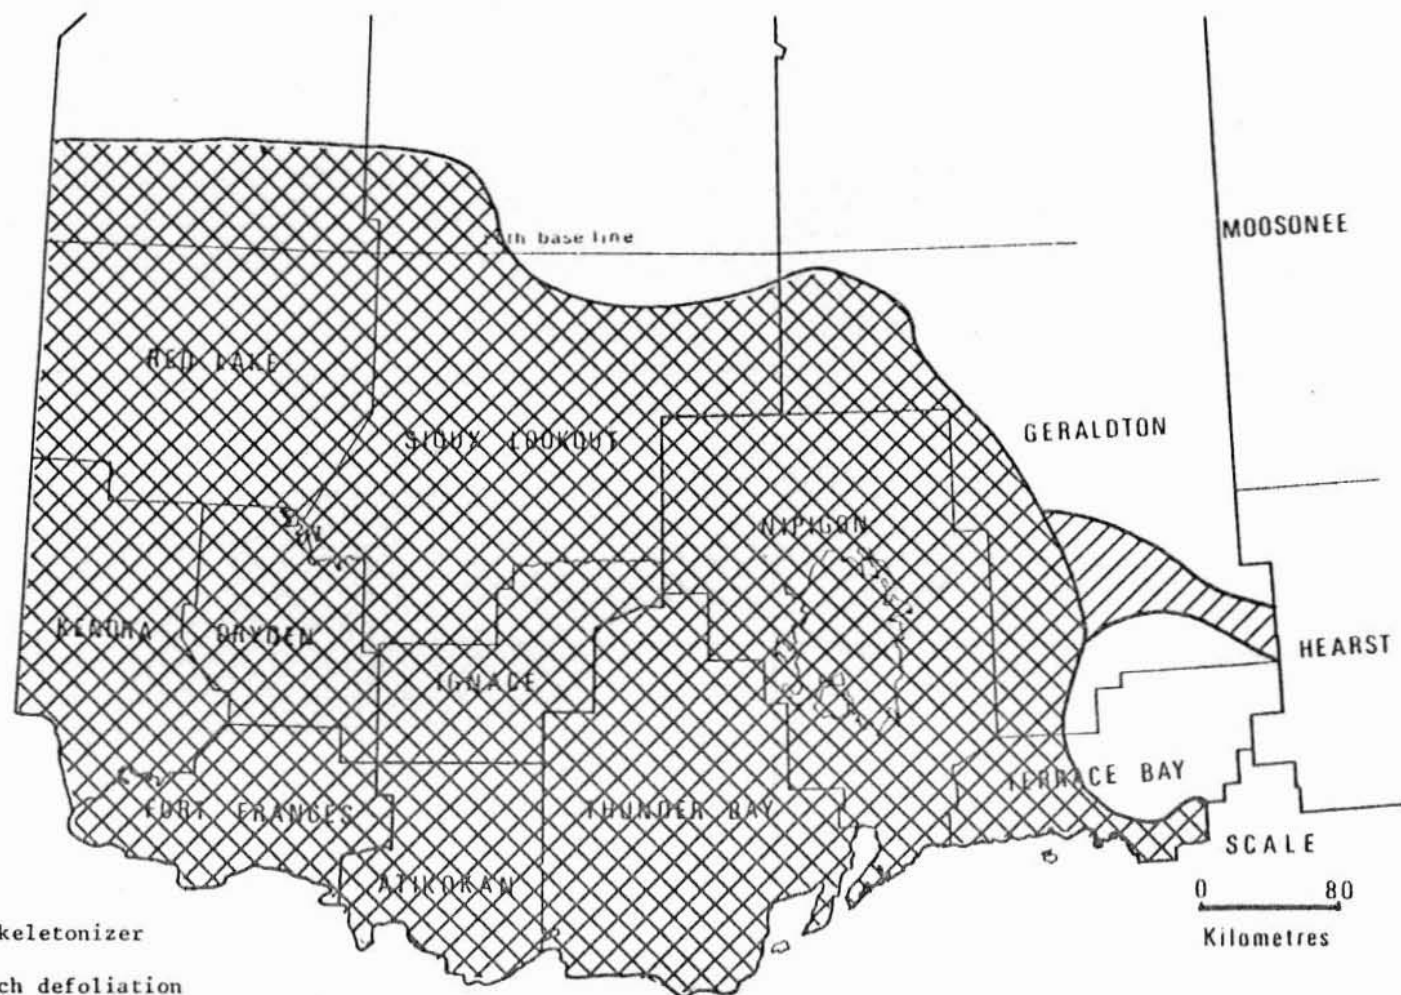 base line
MOOSONEE
RED LAKE
SIOUX LOOKOUT
GERALDTON
NIPIGON
KENORA
DRYDEN
HEARST
IGNACE
TERRACE BAY
FORT FRANCES
THUNDER BAY
SCALE
ATIKOKAN
0 80
Kilometres
keletonizer
ch defoliation